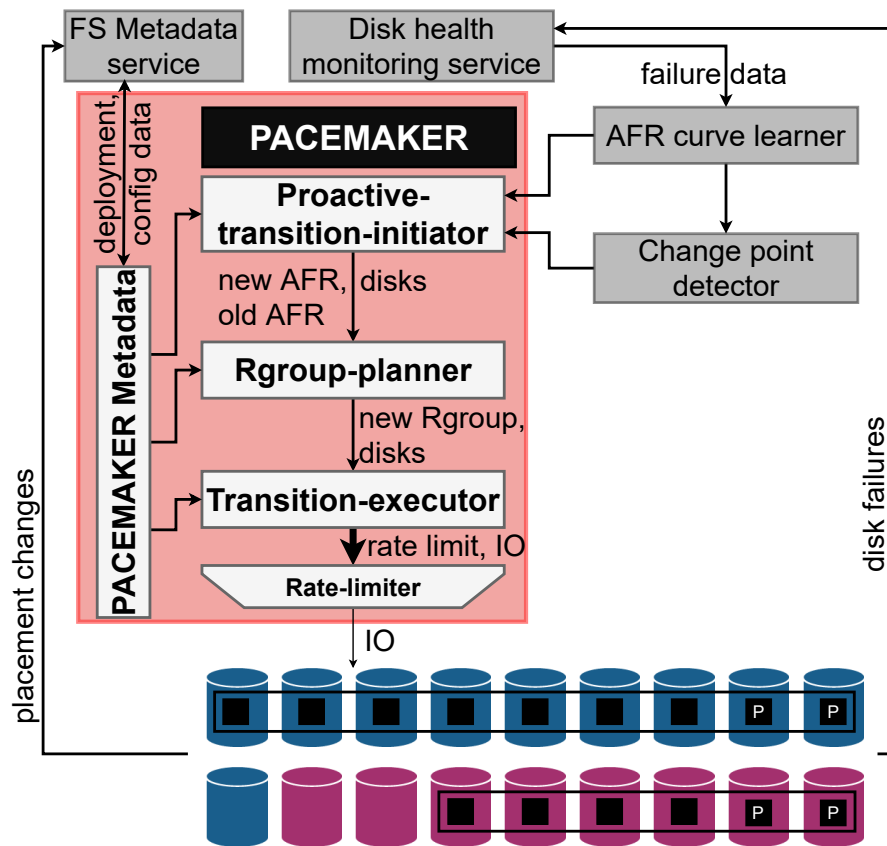 FS Metadata
service
Disk health
monitoring service
failure data
deployment,
config data
PACEMAKER
AFR curve learner
Proactive-
transition-initiator
Change point
detector
new AFR, disks
old AFR
PACEMAKER Metadata
Rgroup-planner
new Rgroup,
disks
Transition-executor
rate limit, IO
Rate-limiter
IO
placement changes
disk failures
P P
P P